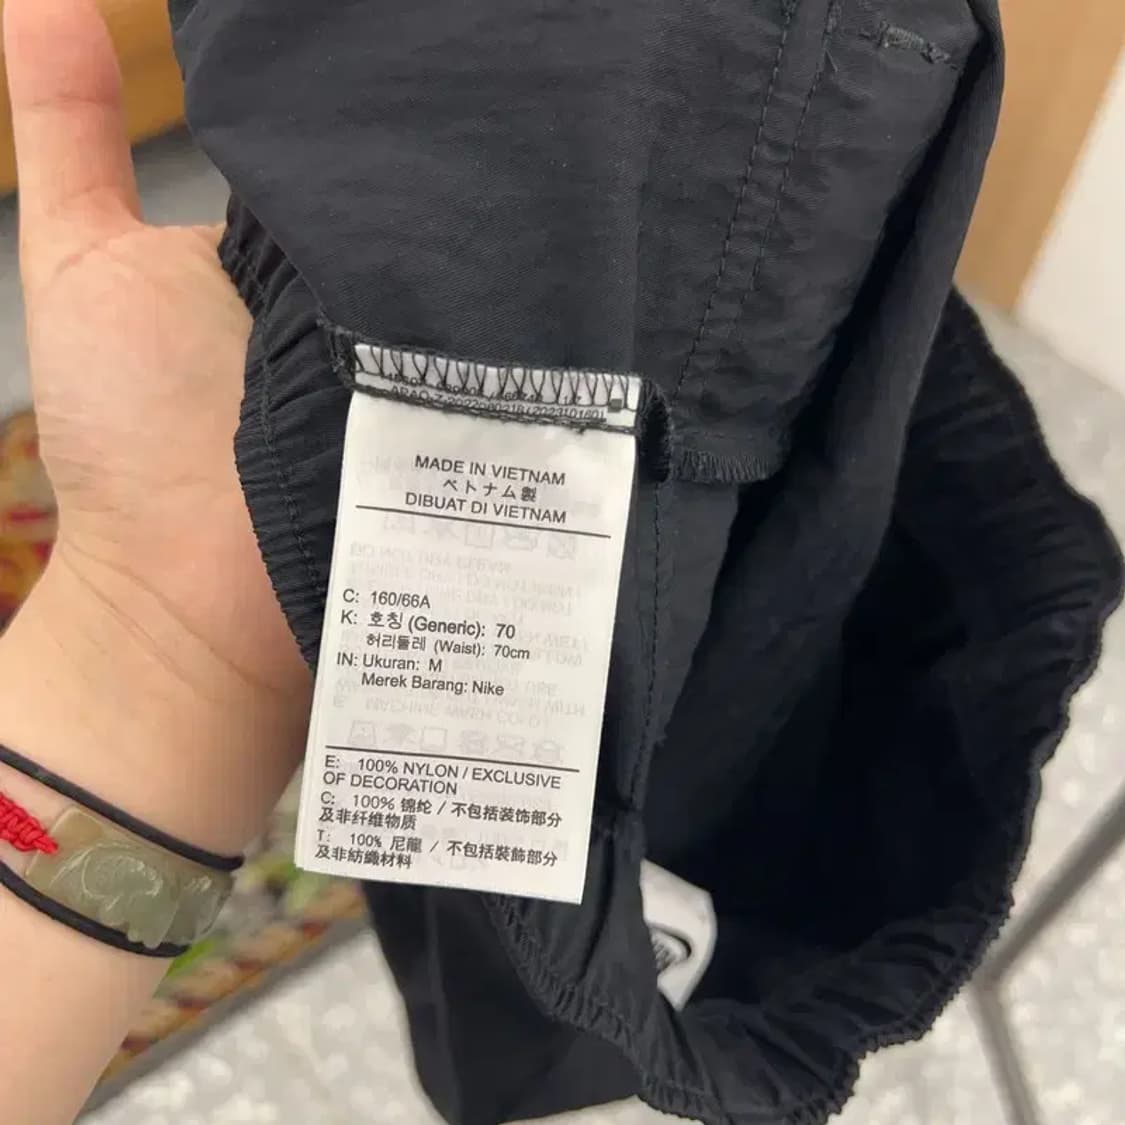 MADE IN VIETNAM
ベトナム製
DIBUAT DI VIETNAM
C: 160/66A
K: 호칭 (Generic): 70
허리둘레 (Waist): 70cm
IN: Ukuran: M
Merek Barang: Nike
E: 100% NYLON / EXCLUSIVE
OF DECORATION
C: 100% 锦纶 / 不包括装饰部分
及非纤维物质
T: 100% 尼龍 / 不包括裝飾部分
及非紡織材料